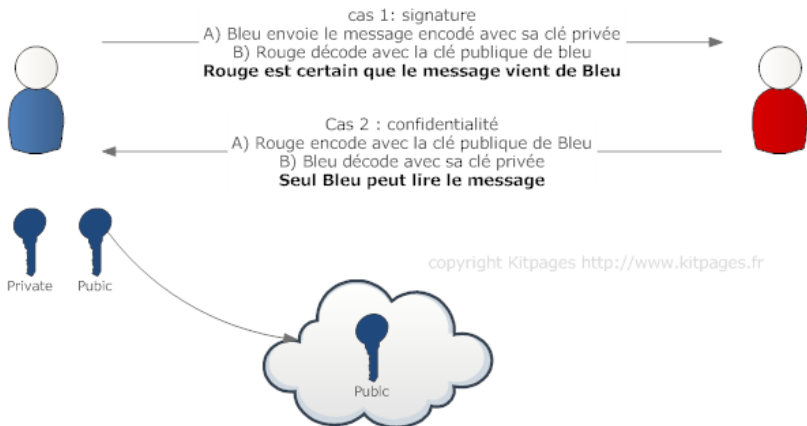 cas 1: signature
A) Bleu envoie le message encodé avec sa clé privée
B) Rouge décode avec la clé publique de bleu
Rouge est certain que le message vient de Bleu
Cas 2 : confidentialité
A) Rouge encode avec la clé publique de Bleu
B) Bleu décode avec sa clé privée
Seul Bleu peut lire le message
copyright Kitpages http://www.kitpages.fr
Private
Pubic
Pubic